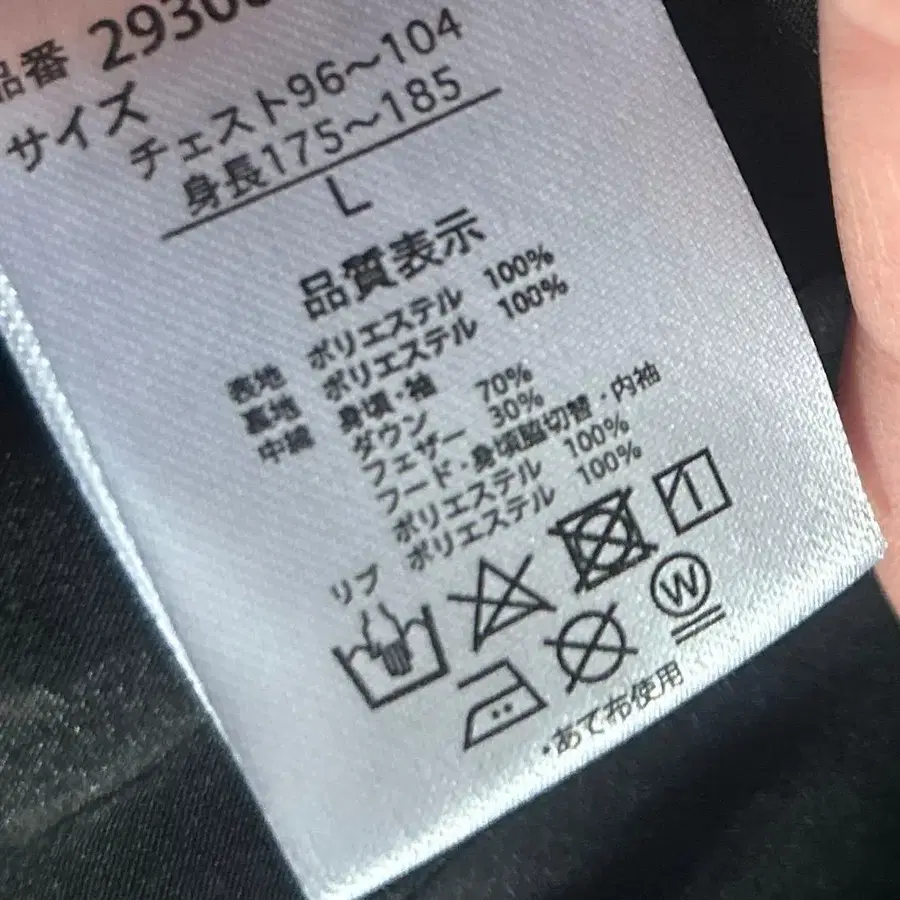 品番 2930
サイズ
チェスト96～104
身長175～185
L
品質表示
表地 ポリエステル 100%
裏地 ポリエステル 100%
中綿 身頃・袖
ダウン 70%
フェザー 30%
フード・身頃脇切替・内袖
ポリエステル 100%
リブ ポリエステル 100%
W
・あて布使用